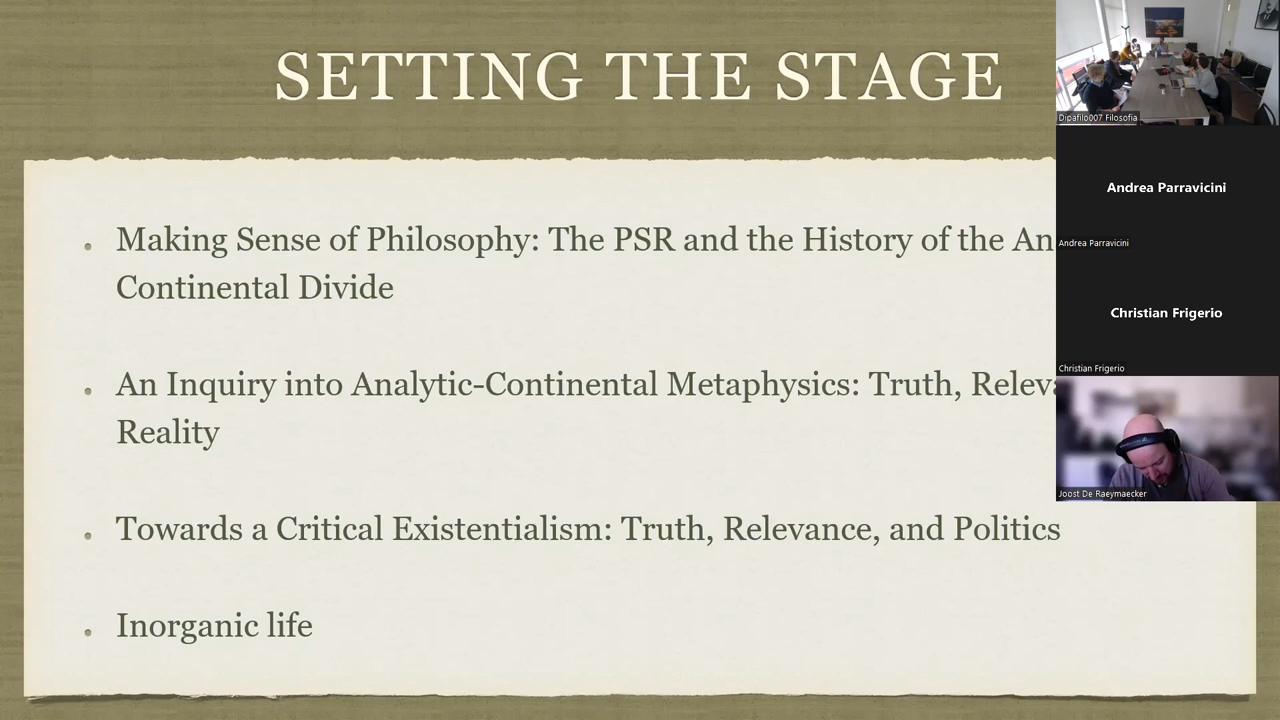 SETTING THE STAGE
Making Sense of Philosophy: The PSR and the History of the An
Continental Divide
An Inquiry into Analytic-Continental Metaphysics: Truth, Releva
Reality
Towards a Critical Existentialism: Truth, Relevance, and Politics
Inorganic life
Dipafilo007 Filosofia
Andrea Parravicini
Andrea Parravicini
Christian Frigerio
Christian Frigerio
Joost De Raeymaecker